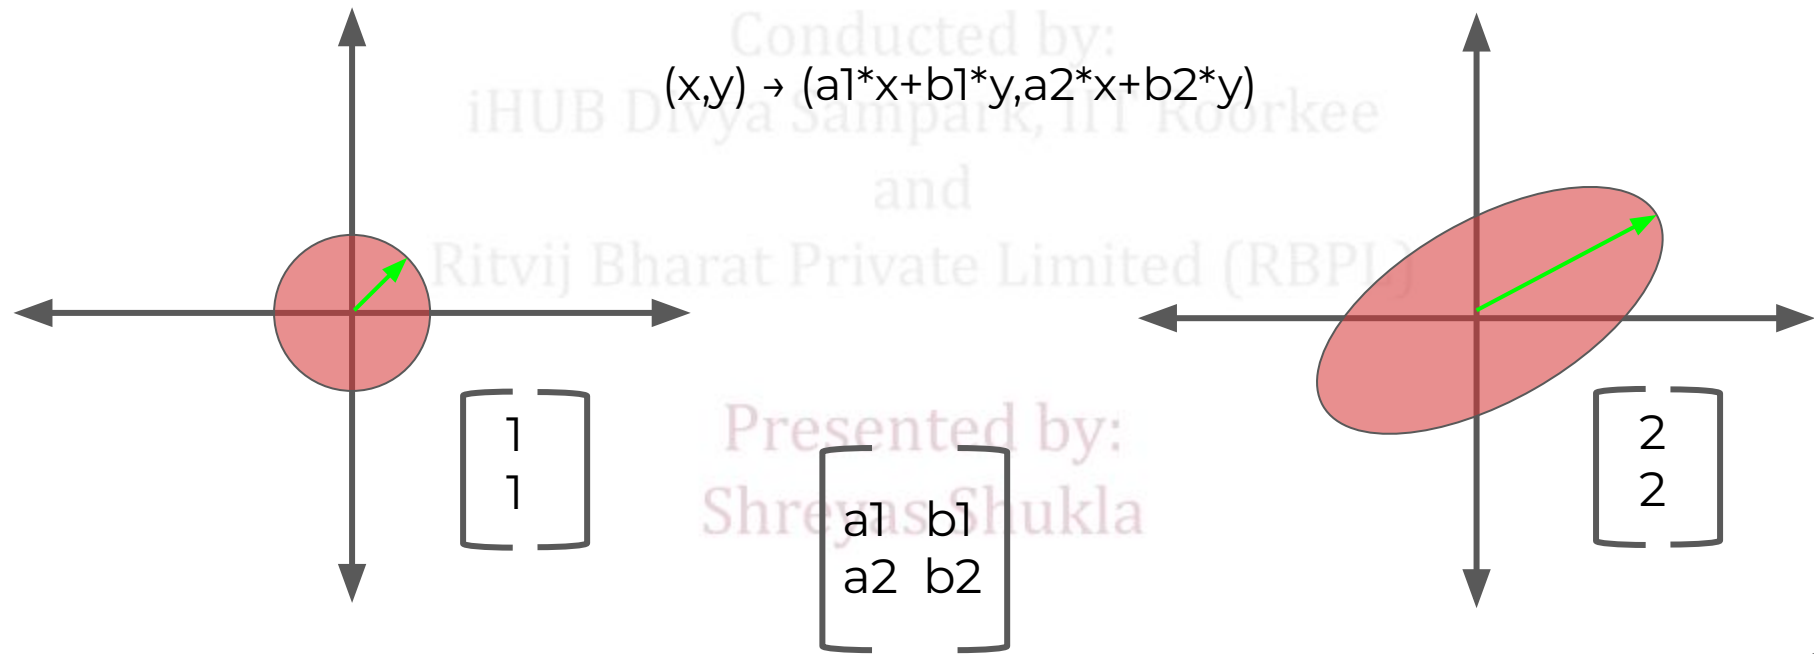 Conducted by:
(x,y) → (a1*x+b1*y,a2*x+b2*y)
iHUB Divya Sampark, IIT Roorkee
and
Ritvij Bharat Private Limited (RBPL)
1
1
Presented by:
Shreyas Shukla
a1 b1
a2 b2
2
2